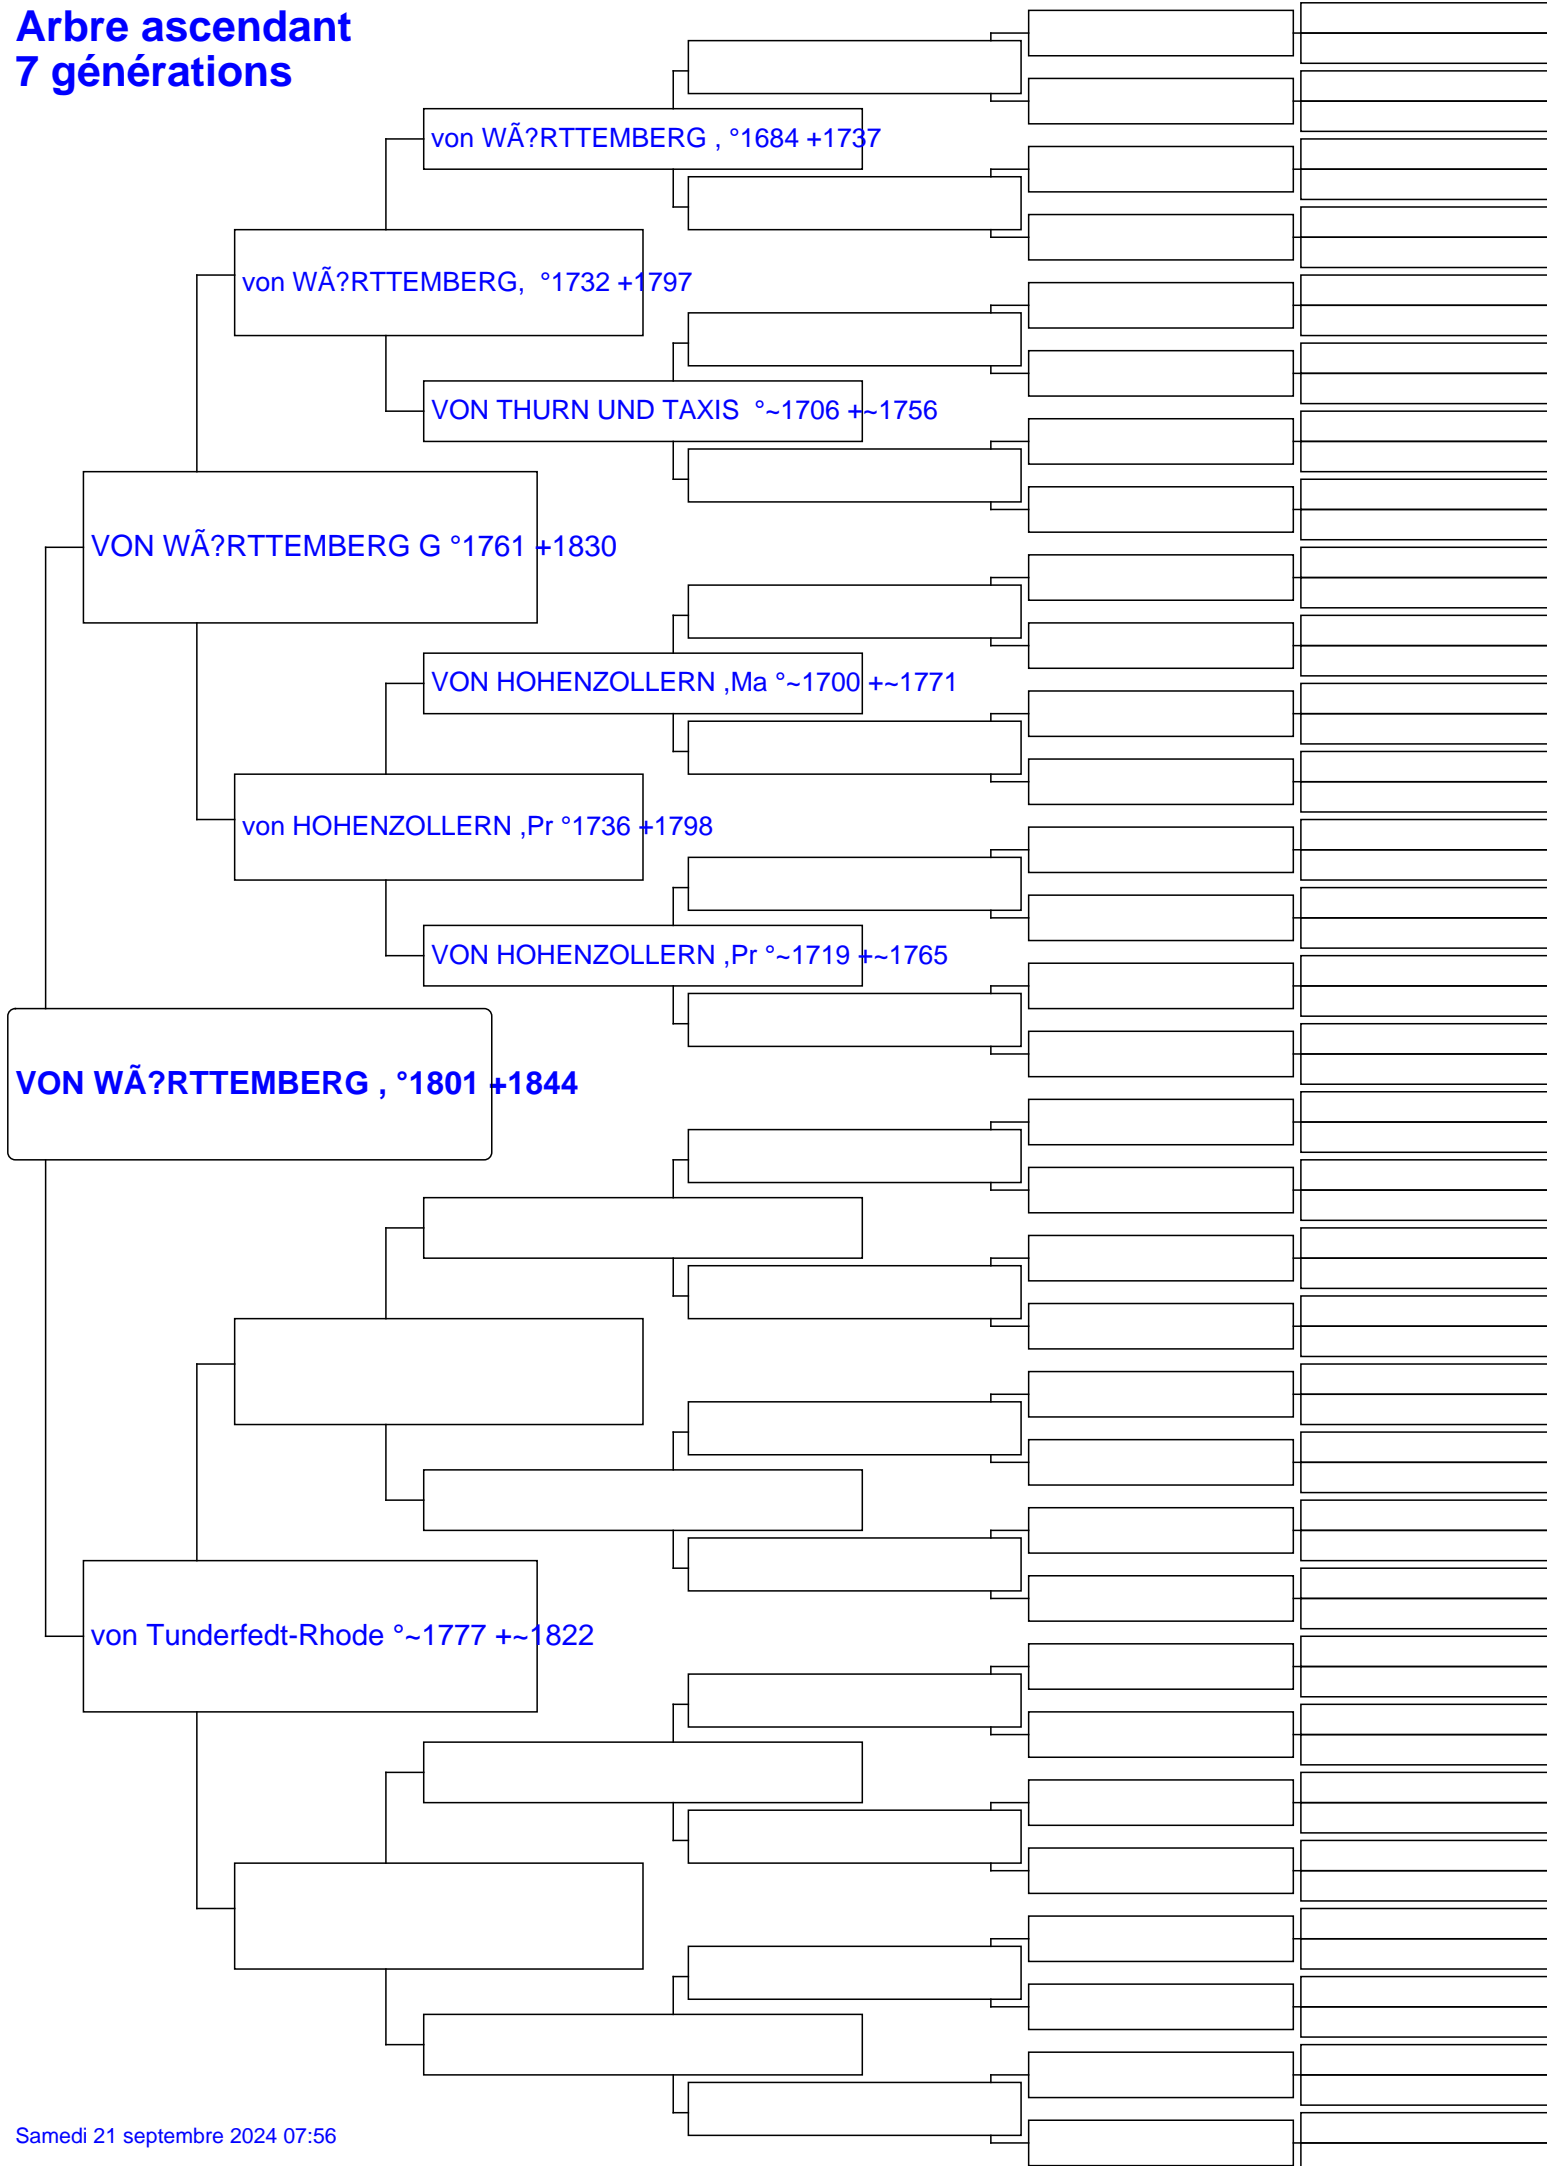 Arbre ascendant
7 générations
von WÃ?RTTEMBERG , °1684 +1737
von WÃ?RTTEMBERG,  °1732 +1797
VON THURN UND TAXIS  °~1706 +~1756
VON WÃ?RTTEMBERG G °1761 +1830
VON HOHENZOLLERN ,Ma °~1700 +~1771
von HOHENZOLLERN ,Pr °1736 +1798
VON HOHENZOLLERN ,Pr °~1719 +~1765
VON WÃ?RTTEMBERG , °1801 +1844
von Tunderfedt-Rhode °~1777 +~1822
Samedi 21 septembre 2024 07:56